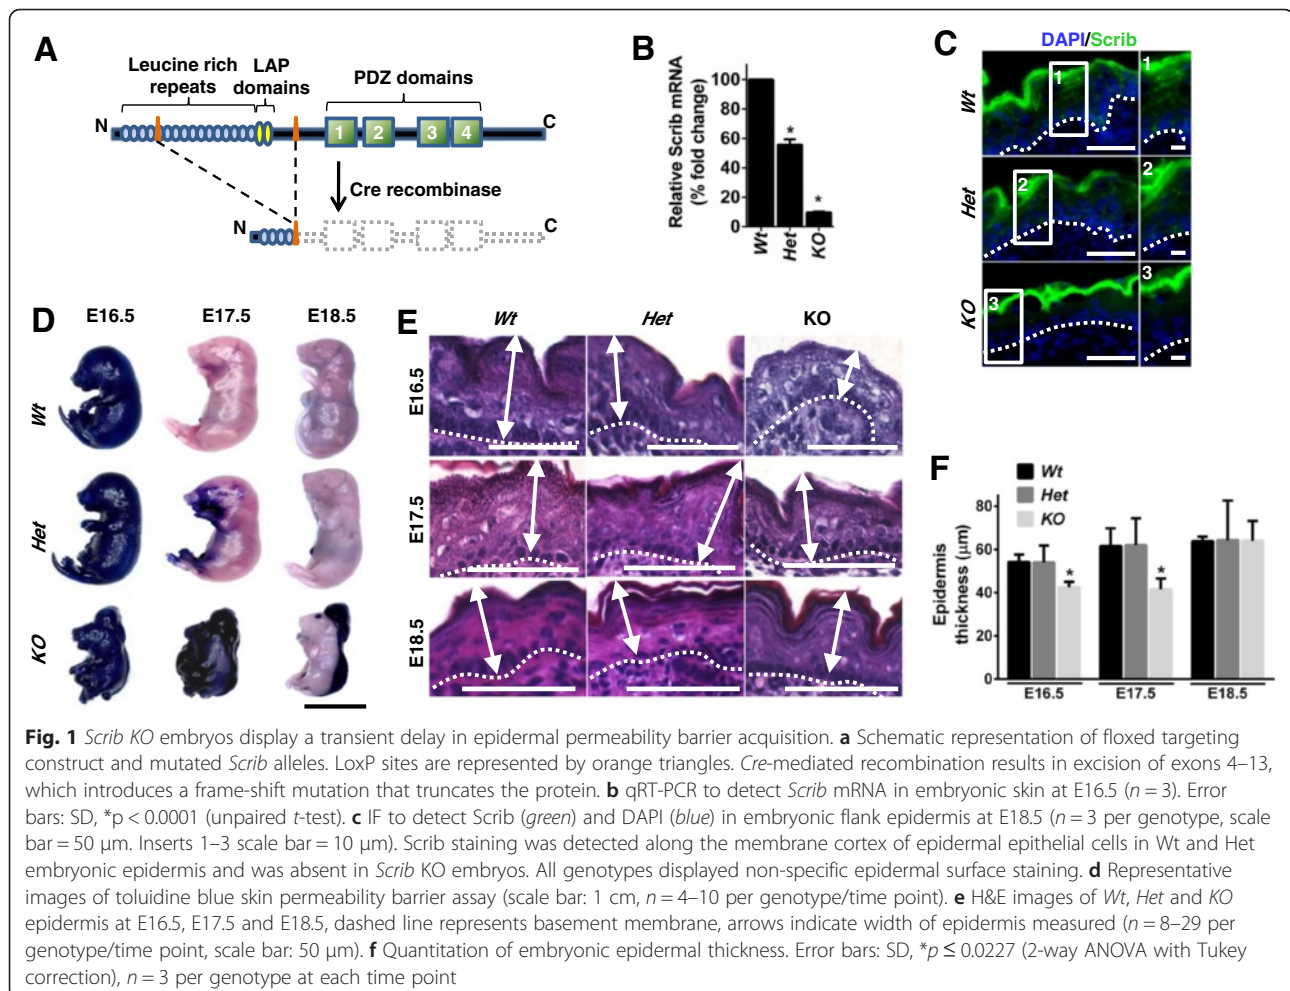 A
Leucine rich
repeats
LAP
domains
PDZ domains
N
C
1
2
3
4
Cre recombinase
N
C
B
Relative Scrib mRNA
(% fold change)
100
80
60
40
20
0
*
*
Wt
Het
KO
C
DAPI/Scrib
Wt
1
1
Het
2
2
KO
3
3
D
E16.5
E17.5
E18.5
Wt
Het
KO
E
Wt
Het
KO
E16.5
E17.5
E18.5
F
Wt
Het
KO
Epidermis
thickness (µm)
80
60
40
20
0
*
*
E16.5
E17.5
E18.5
Fig. 1 Scrib KO embryos display a transient delay in epidermal permeability barrier acquisition. a Schematic representation of floxed targeting
construct and mutated Scrib alleles. LoxP sites are represented by orange triangles. Cre-mediated recombination results in excision of exons 4–13,
which introduces a frame-shift mutation that truncates the protein. b qRT-PCR to detect Scrib mRNA in embryonic skin at E16.5 (n = 3). Error
bars: SD, *p < 0.0001 (unpaired t-test). c IF to detect Scrib (green) and DAPI (blue) in embryonic flank epidermis at E18.5 (n = 3 per genotype, scale
bar = 50 µm. Inserts 1–3 scale bar = 10 µm). Scrib staining was detected along the membrane cortex of epidermal epithelial cells in Wt and Het
embryonic epidermis and was absent in Scrib KO embryos. All genotypes displayed non-specific epidermal surface staining. d Representative
images of toluidine blue skin permeability barrier assay (scale bar: 1 cm, n = 4–10 per genotype/time point). e H&E images of Wt, Het and KO
epidermis at E16.5, E17.5 and E18.5, dashed line represents basement membrane, arrows indicate width of epidermis measured (n = 8–29 per
genotype/time point, scale bar: 50 µm). f Quantitation of embryonic epidermal thickness. Error bars: SD, *p ≤ 0.0227 (2-way ANOVA with Tukey
correction), n = 3 per genotype at each time point